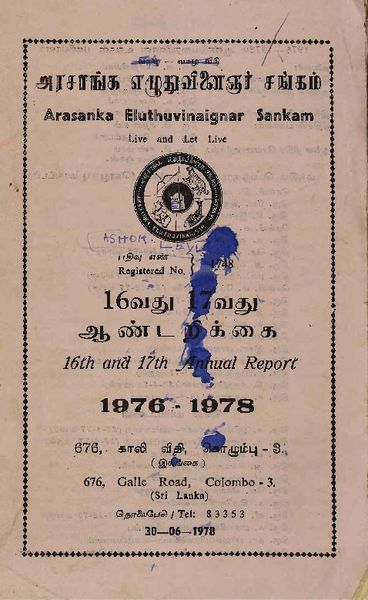 வாழு - வாழ விடு
அரசாங்க எழுதுவினைஞர் சங்கம்
Arasanka Eluthuvinaignar Sankam
Live and Let Live
ASHOK
பதிவு எண்
Registered No. 1748
16வது 17வது
ஆண்டறிக்கை
16th and 17th Annual Report
1976 - 1978
676, காலி வீதி, கொழும்பு - 3.
(இலங்கை)
676, Galle Road, Colombo - 3.
(Sri Lanka)
தொலைபேசி / Tel: 83353
30-06-1978